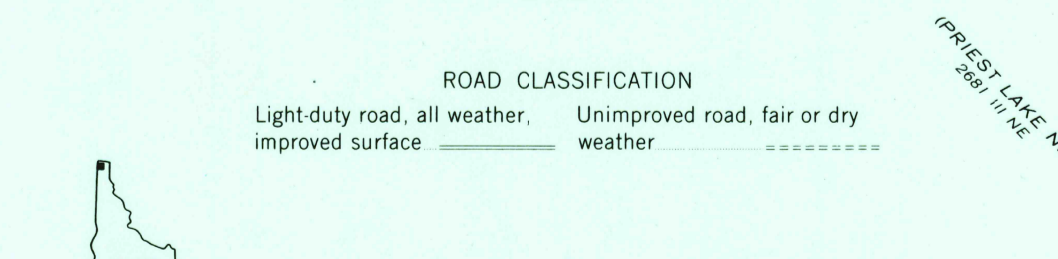 ROAD CLASSIFICATION
Light-duty road, all weather,
improved surface
Unimproved road, fair or dry
weather
(PRIEST LAKE
2681 III NE